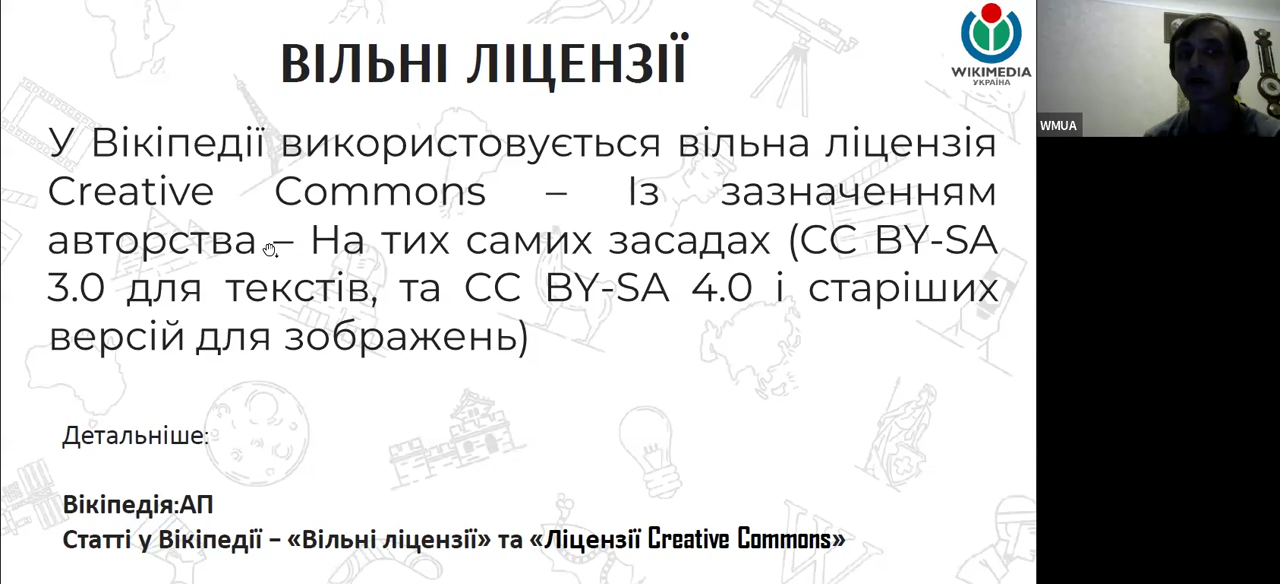 ВІЛЬНІ ЛІЦЕНЗІЇ
WIKIMEDIA
УКРАЇНА
WMUA
У Вікіпедії використовується вільна ліцензія
Creative Commons – Із зазначенням
авторства – На тих самих засадах (CC BY-SA
3.0 для текстів, та CC BY-SA 4.0 і старіших
версій для зображень)
Детальніше:
Вікіпедія:АП
Статті у Вікіпедії – «Вільні ліцензії» та «Ліцензії Creative Commons»